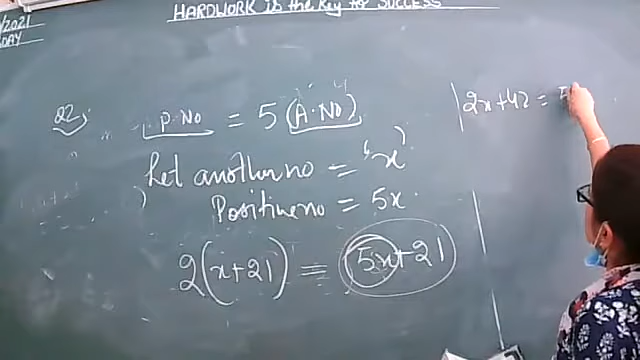 HARDWORK is the Key to SUCCESS
/2021
DAY
Q2; P. No = 5 (A. No)
Let another no = 'x'
Positive no = 5x.
2(x+21) = 5x+21
2x+42 = 5